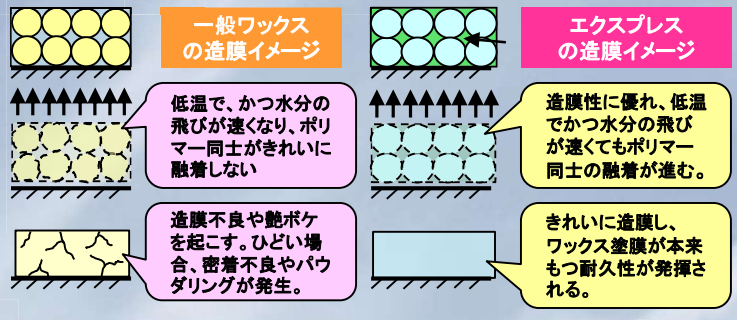 一般ワックス
の造膜イメージ
エクスプレス
の造膜イメージ
低温で、かつ水分の
飛びが速くなり、ポリ
マー同士がきれいに
融着しない
造膜性に優れ、低温
でかつ水分の飛び
が速くてもポリマー
同士の融着が進む。
造膜不良や艶ボケ
を起こす。ひどい場
合、密着不良やパウ
ダリングが発生。
きれいに造膜し、
ワックス塗膜が本来
もつ耐久性が発揮さ
れる。